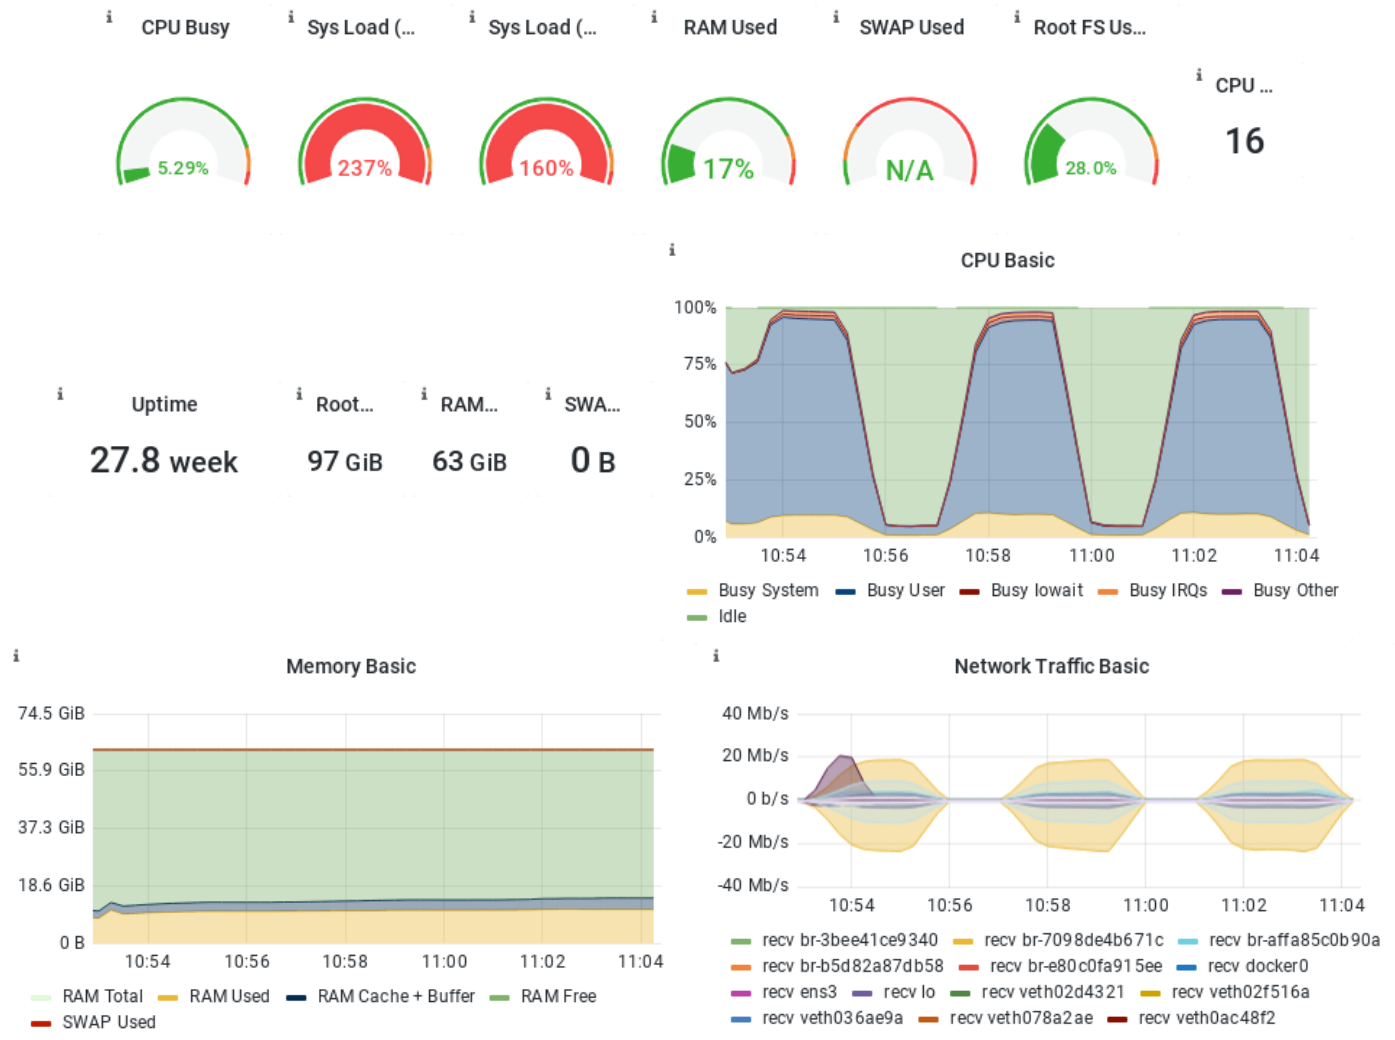 i CPU Busy
i Sys Load (...
i Sys Load (...
i RAM Used
i SWAP Used
i Root FS Us...
i CPU ...
5.29%
237%
160%
17%
N/A
28.0%
16
i Uptime
27.8 week
i Root...
97 GiB
i RAM...
63 GiB
i SWA...
0 B
i CPU Basic
100%
75%
50%
25%
0%
10:54 10:56 10:58 11:00 11:02 11:04
Busy System Busy User Busy Iowait Busy IRQs Busy Other
Idle
i Memory Basic
74.5 GiB
55.9 GiB
37.3 GiB
18.6 GiB
0 B
10:54 10:56 10:58 11:00 11:02 11:04
RAM Total RAM Used RAM Cache + Buffer RAM Free
SWAP Used
i Network Traffic Basic
40 Mb/s
20 Mb/s
0 b/s
-20 Mb/s
-40 Mb/s
10:54 10:56 10:58 11:00 11:02 11:04
recv br-3bee41ce9340 recv br-7098de4b671c recv br-affa85c0b90a
recv br-b5d82a87db58 recv br-e80c0fa915ee recv docker0
recv ens3 recv lo recv veth02d4321 recv veth02f516a
recv veth036ae9a recv veth078a2ae recv veth0ac48f2